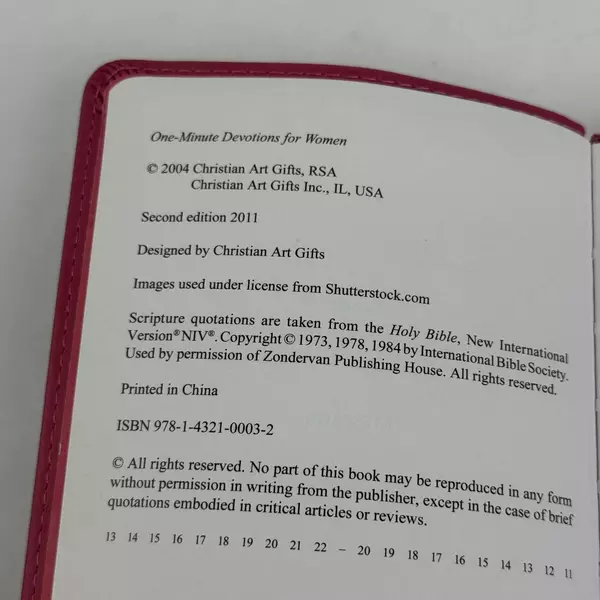 One-Minute Devotions for Women
© 2004 Christian Art Gifts, RSA
Christian Art Gifts Inc., IL, USA
Second edition 2011
Designed by Christian Art Gifts
Images used under license from Shutterstock.com
Scripture quotations are taken from the Holy Bible, New International
Version® NIV®. Copyright © 1973, 1978, 1984 by International Bible Society.
Used by permission of Zondervan Publishing House. All rights reserved.
Printed in China
ISBN 978-1-4321-0003-2
© All rights reserved. No part of this book may be reproduced in any form
without permission in writing from the publisher, except in the case of brief
quotations embodied in critical articles or reviews.
13 14 15 16 17 18 19 20 21 22 – 20 19 18 17 16 15 14 13 12 11